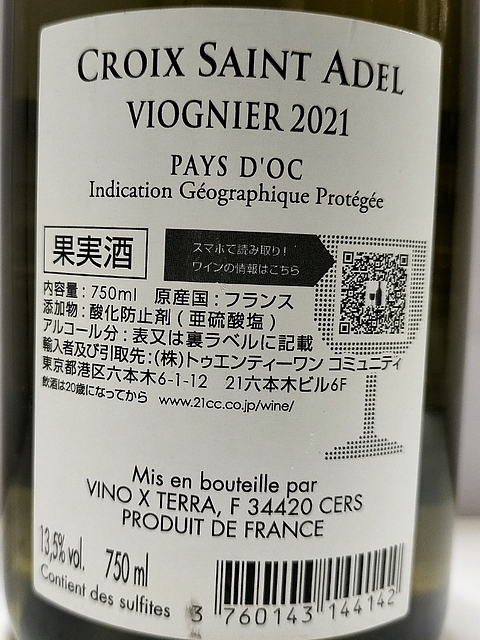 CROIX SAINT ADEL
VIOGNIER 2021
PAYS D'OC
Indication Géographique Protégée
果実酒
スマホで読み取り!
ワインの情報はこちら
内容量:750ml 原産国:フランス
添加物:酸化防止剤(亜硫酸塩)
アルコール分:表又は裏ラベルに記載
輸入者及び引取先:(株)トゥエンティーワン コミュニティ
東京都港区六本木6-1-12 21六本木ビル6F
飲酒は20歳になってから www.21cc.co.jp/wine/
Mis en bouteille par
VINO X TERRA, F 34420 CERS
PRODUIT DE FRANCE
13,5% vol. 750 ml
Contient des sulfites
3 760143 144142